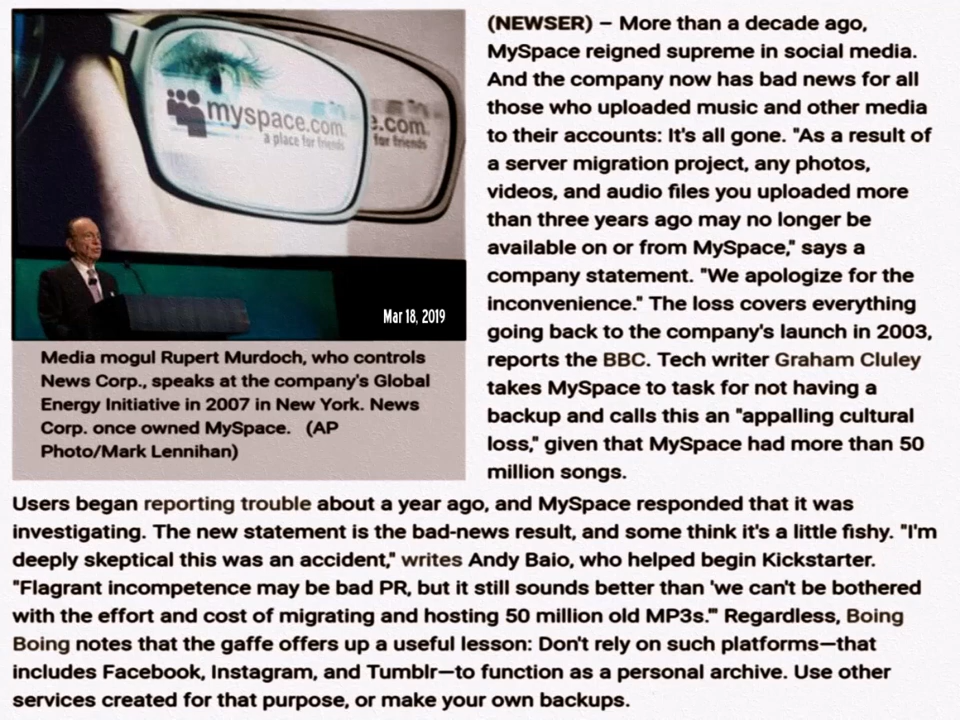 myspace.com
a place for friends
e.com
for friends
Mar 18, 2019
Media mogul Rupert Murdoch, who controls
News Corp., speaks at the company's Global
Energy Initiative in 2007 in New York. News
Corp. once owned MySpace. (AP
Photo/Mark Lennihan)
(NEWSER) – More than a decade ago,
MySpace reigned supreme in social media.
And the company now has bad news for all
those who uploaded music and other media
to their accounts: It's all gone. "As a result of
a server migration project, any photos,
videos, and audio files you uploaded more
than three years ago may no longer be
available on or from MySpace," says a
company statement. "We apologize for the
inconvenience." The loss covers everything
going back to the company's launch in 2003,
reports the BBC. Tech writer Graham Cluley
takes MySpace to task for not having a
backup and calls this an "appalling cultural
loss," given that MySpace had more than 50
million songs.
Users began reporting trouble about a year ago, and MySpace responded that it was
investigating. The new statement is the bad-news result, and some think it's a little fishy. "I'm
deeply skeptical this was an accident," writes Andy Baio, who helped begin Kickstarter.
"Flagrant incompetence may be bad PR, but it still sounds better than 'we can't be bothered
with the effort and cost of migrating and hosting 50 million old MP3s.'" Regardless, Boing
Boing notes that the gaffe offers up a useful lesson: Don't rely on such platforms—that
includes Facebook, Instagram, and Tumblr—to function as a personal archive. Use other
services created for that purpose, or make your own backups.